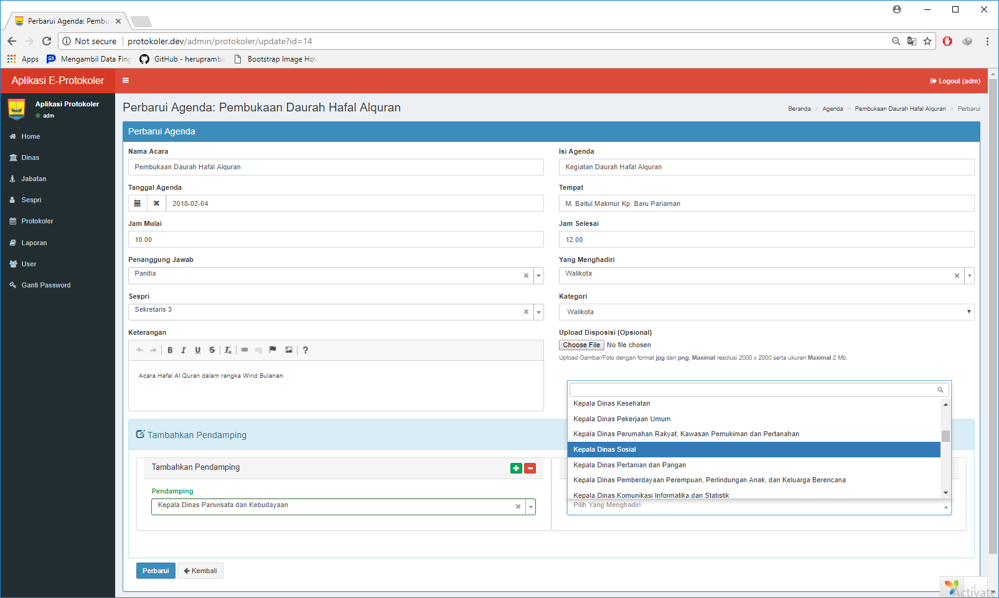 Perbarui Agenda: Pembu
Not secure
protokoler.dev/admin/protokoler/update?id=14
Apps
Mengambil Data Fing
GitHub - heruprambа
Bootstrap Image Hov
Aplikasi E-Protokoler
Logout (adm)
Aplikasi Protokoler
adm
Home
Dinas
Jabatan
Sespri
Protokoler
Laporan
User
Ganti Password
Perbarui Agenda: Pembukaan Daurah Hafal Alquran
Beranda > Agenda > Pembukaan Daurah Hafal Alquran > Perbarui
Perbarui Agenda
Nama Acara
Pembukaan Daurah Hafal Alquran
Isi Agenda
Kegiatan Daurah Hafal Alquran
Tanggal Agenda
2018-02-04
Tempat
M. Baitul Makmur Kp. Baru Pariaman
Jam Mulai
10.00
Jam Selesai
12.00
Penanggung Jawab
Panitia
Yang Menghadiri
Walikota
Sespri
Sekretaris 3
Kategori
Walikota
Keterangan
B I U S Ix ?
Acara Hafal Al Quran dalam rangka Wirid Bulanan
Upload Disposisi (Opsional)
Choose File No file chosen
Upload Gambar/Foto dengan format jpg dan png, Maximal resolusi 2000 x 2000 serta ukuran Maximal 2 Mb.
Kepala Dinas Kesehatan
Kepala Dinas Pekerjaan Umum
Kepala Dinas Perumahan Rakyat, Kawasan Pemukiman dan Pertanahan
Kepala Dinas Sosial
Kepala Dinas Pertanian dan Pangan
Kepala Dinas Pemberdayaan Perempuan, Perlindungan Anak, dan Keluarga Berencana
Kepala Dinas Komunikasi Informatika dan Statistik
Pilih Yang Menghadiri
Tambahkan Pendamping
Tambahkan Pendamping
Pendamping
Kepala Dinas Pariwisata dan Kebudayaan
Perbarui
Kembali
Activate